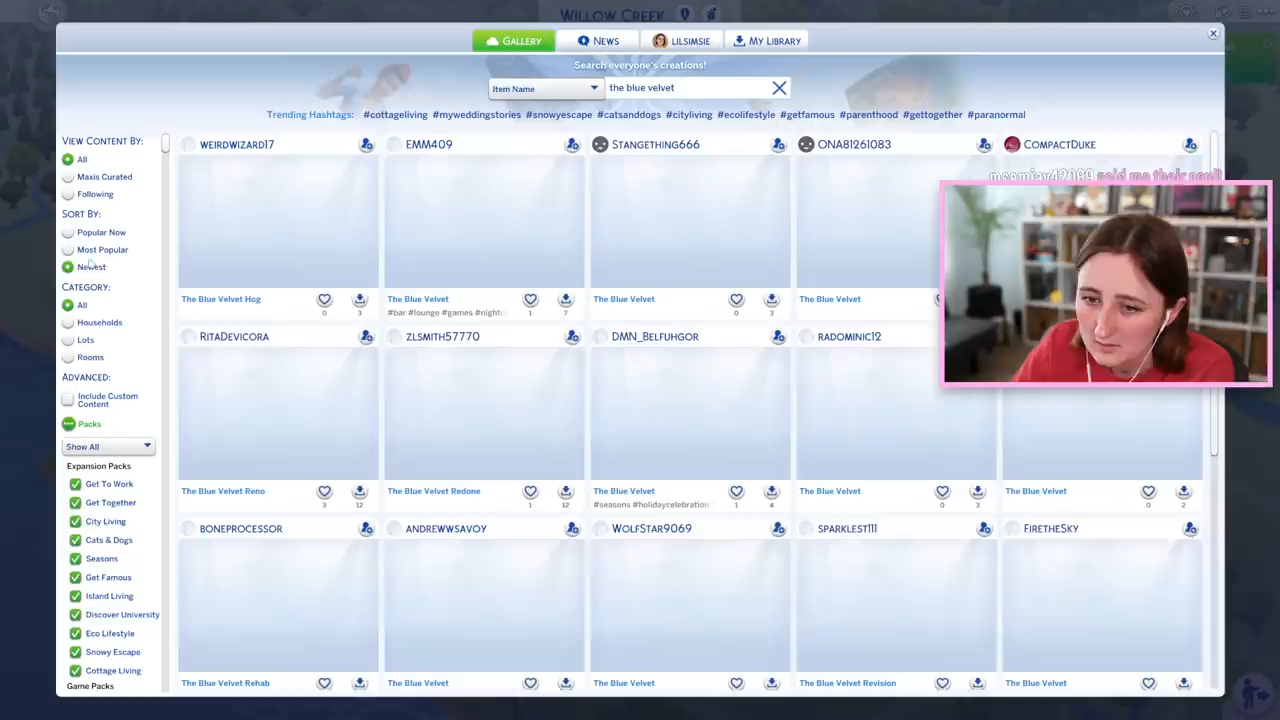 WILLOW CREEK
GALLERY
NEWS
LILSIMSIE
MY LIBRARY
Search everyone's creations!
Item Name
the blue velvet
Trending Hashtags: #cottageliving #myweddingstories #snowyescape #catsanddogs #cityliving #ecolifestyle #getfamous #parenthood #gettogether #paranormal
VIEW CONTENT BY:
All
Maxis Curated
Following
SORT BY:
Popular Now
Most Popular
Newest
CATEGORY:
All
Households
Lots
Rooms
ADVANCED:
Include Custom
Content
Packs
Show All
Expansion Packs
Get To Work
Get Together
City Living
Cats & Dogs
Seasons
Get Famous
Island Living
Discover University
Eco Lifestyle
Snowy Escape
Cottage Living
Game Packs
WEIRDWIZARD17
EMM409
STANGETHING666
ONA81261083
COMPACTDUKE
The Blue Velvet Hog
0 3
The Blue Velvet
#bar #lounge #games #night
1 7
The Blue Velvet
0 3
The Blue Velvet
RITADEVICORA
ZLSMITH57770
DMN_BELFUHGOR
RADOMINIC12
The Blue Velvet Reno
3 12
The Blue Velvet Redone
1 12
The Blue Velvet
#seasons #holidaycelebration
1 4
The Blue Velvet
0 3
The Blue Velvet
0 2
BONEPROCESSOR
ANDREWWSAVOY
WOLFSTAR9069
SPARKLEST111
FIRETHESKY
The Blue Velvet Rehab
The Blue Velvet
The Blue Velvet
The Blue Velvet Revision
The Blue Velvet